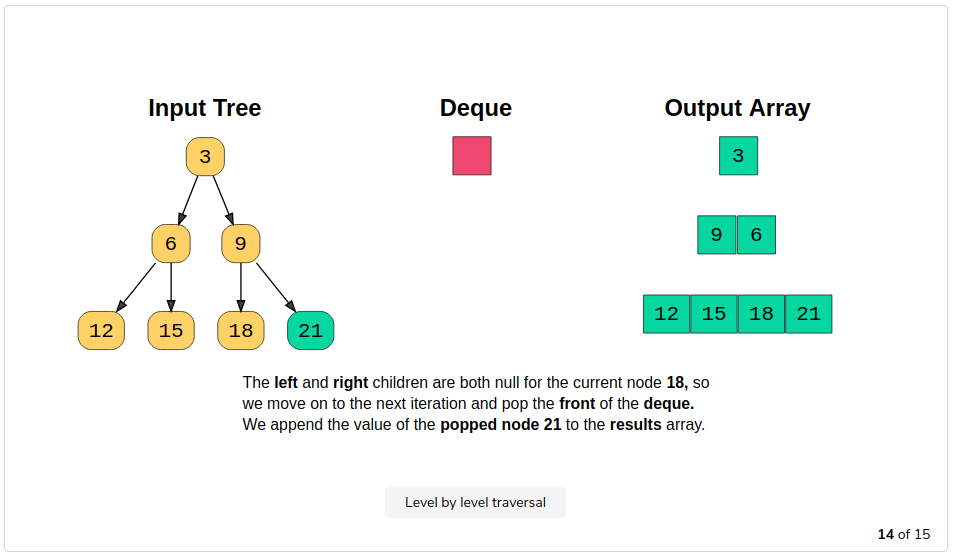 Input Tree Deque Output Array
3 3
6 9 9 6
12 15 18 21 12 15 18 21
The left and right children are both null for the current node 18, so
we move on to the next iteration and pop the front of the deque.
We append the value of the popped node 21 to the results array.
Level by level traversal
14 of 15